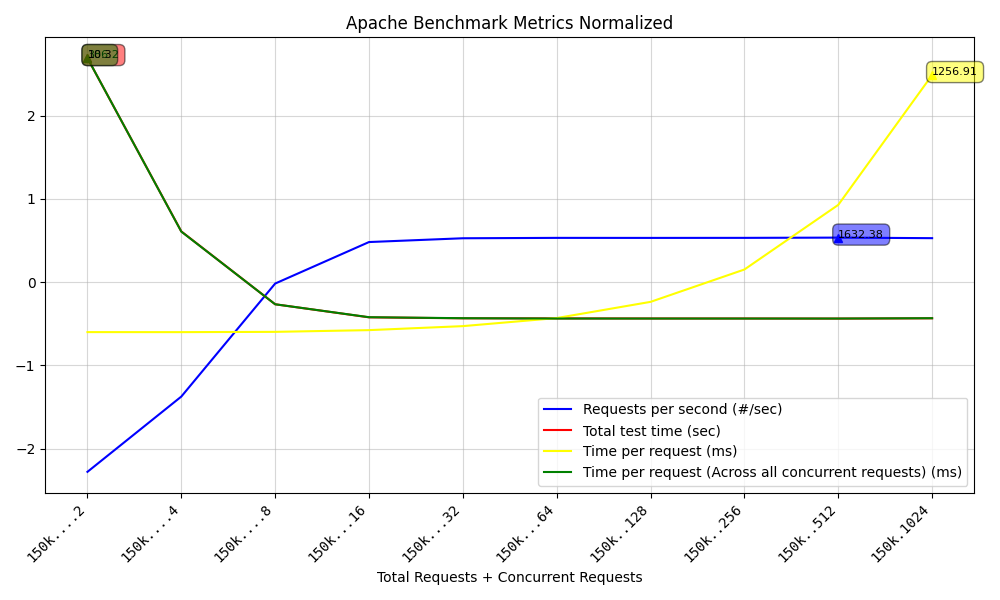 Apache Benchmark Metrics Normalized
1256.91
1632.38
2
1
0
−1
−2
Requests per second (#/sec)
Total test time (sec)
Time per request (ms)
Time per request (Across all concurrent requests) (ms)
150k....2
150k....4
150k....8
150k...16
150k...32
150k...64
150k..128
150k..256
150k..512
150k.1024
Total Requests + Concurrent Requests